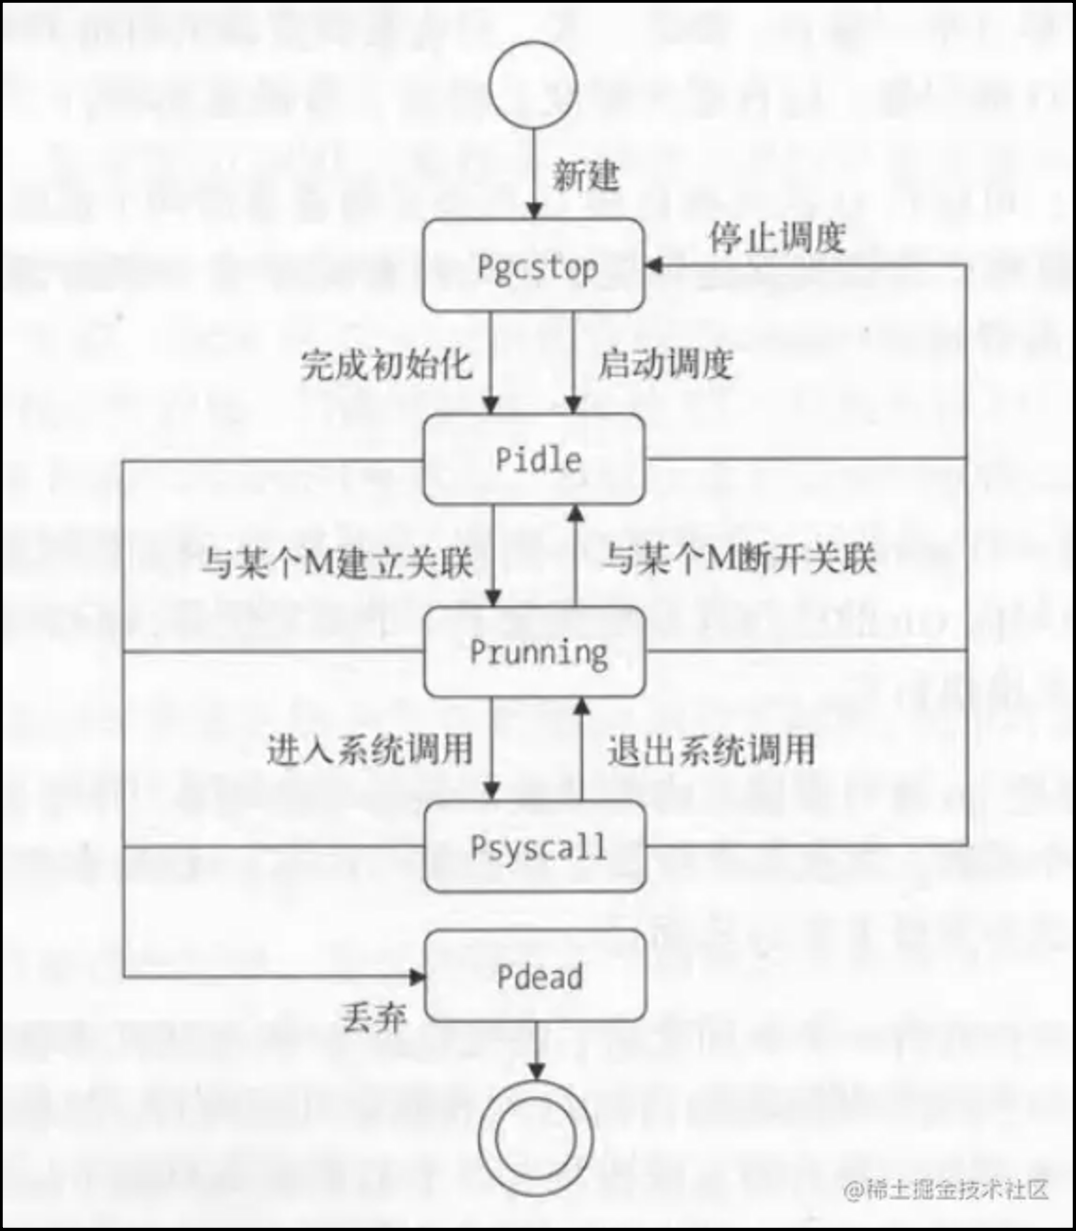 新建
停止调度
Pgcstop
完成初始化
启动调度
Pidle
与某个M建立关联
与某个M断开关联
Prunning
进入系统调用
退出系统调用
Psyscall
Pdead
丢弃
@稀土掘金技术社区